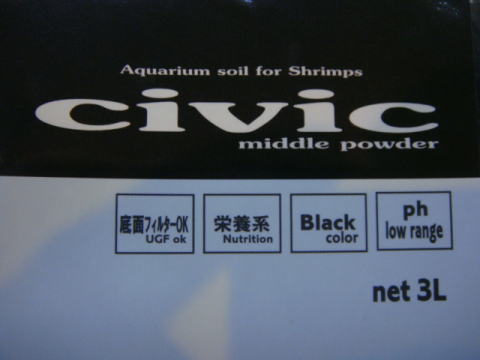 Aquarium soil for Shrimps
civic
middle powder
底面フィルターOK
UGF ok
栄養系
Nutrition
Black
color
ph
low range
net 3L